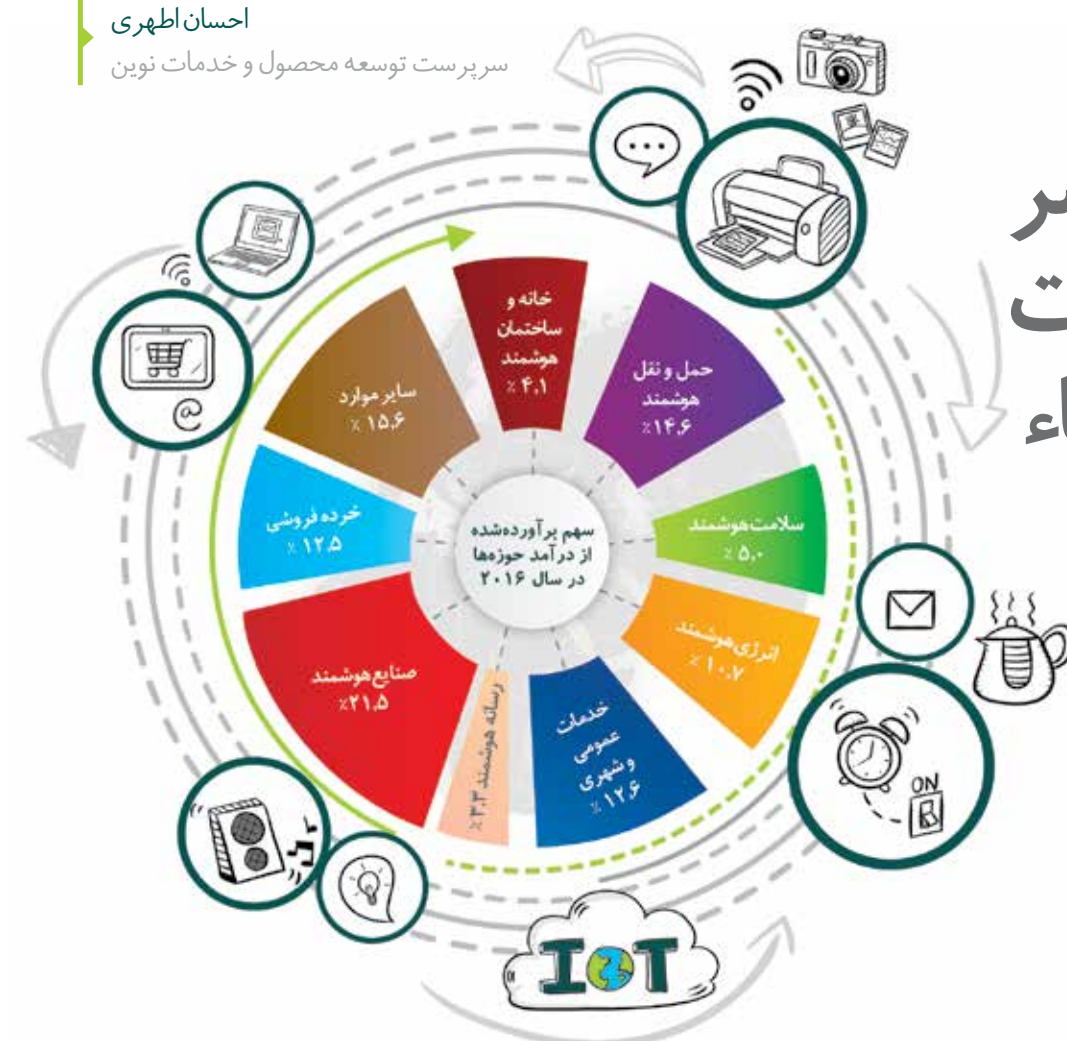 احسان اطهری
سرپرست توسعه محصول و خدمات نوین
خانه و
ساختمان
هوشمند
۴,۱ ٪
حمل و نقل
هوشمند
۱۴,۶٪
سلامت هوشمند
۵,۰ ٪
انرژی هوشمند
۱۰,۷ ٪
خدمات
عمومی
و شهری
۱۲,۶ ٪
رسانه هوشمند ۳,۳ ٪
صنایع هوشمند
۲۱,۵٪
خرده فروشی
۱۲,۵ ٪
سایر موارد
۱۵,۶ ٪
سهم برآورده‌شده
از درآمد حوزه‌ها
در سال ۲۰۱۶
@
ON
IoT